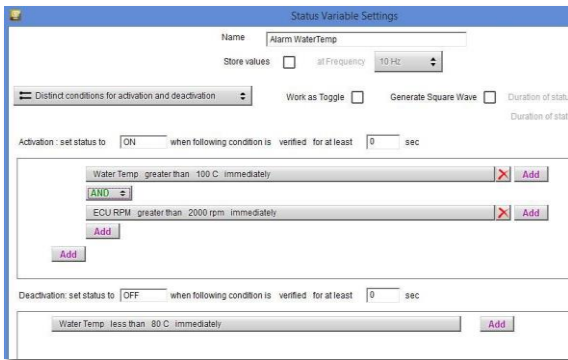 Status Variable Settings
Name Alarm WaterTemp
Store values at Frequency 10 Hz
Distinct conditions for activation and deactivation Work as Toggle Generate Square Wave Duration of
Duration of
Activation : set status to ON when following condition is verified for at least 0 sec
Water Temp greater than 100 C immediately Add
AND
ECU RPM greater than 2000 rpm immediately Add
Add
Add
Deactivation: set status to OFF when following condition is verified for at least 0 sec
Water Temp less than 80 C immediately Add